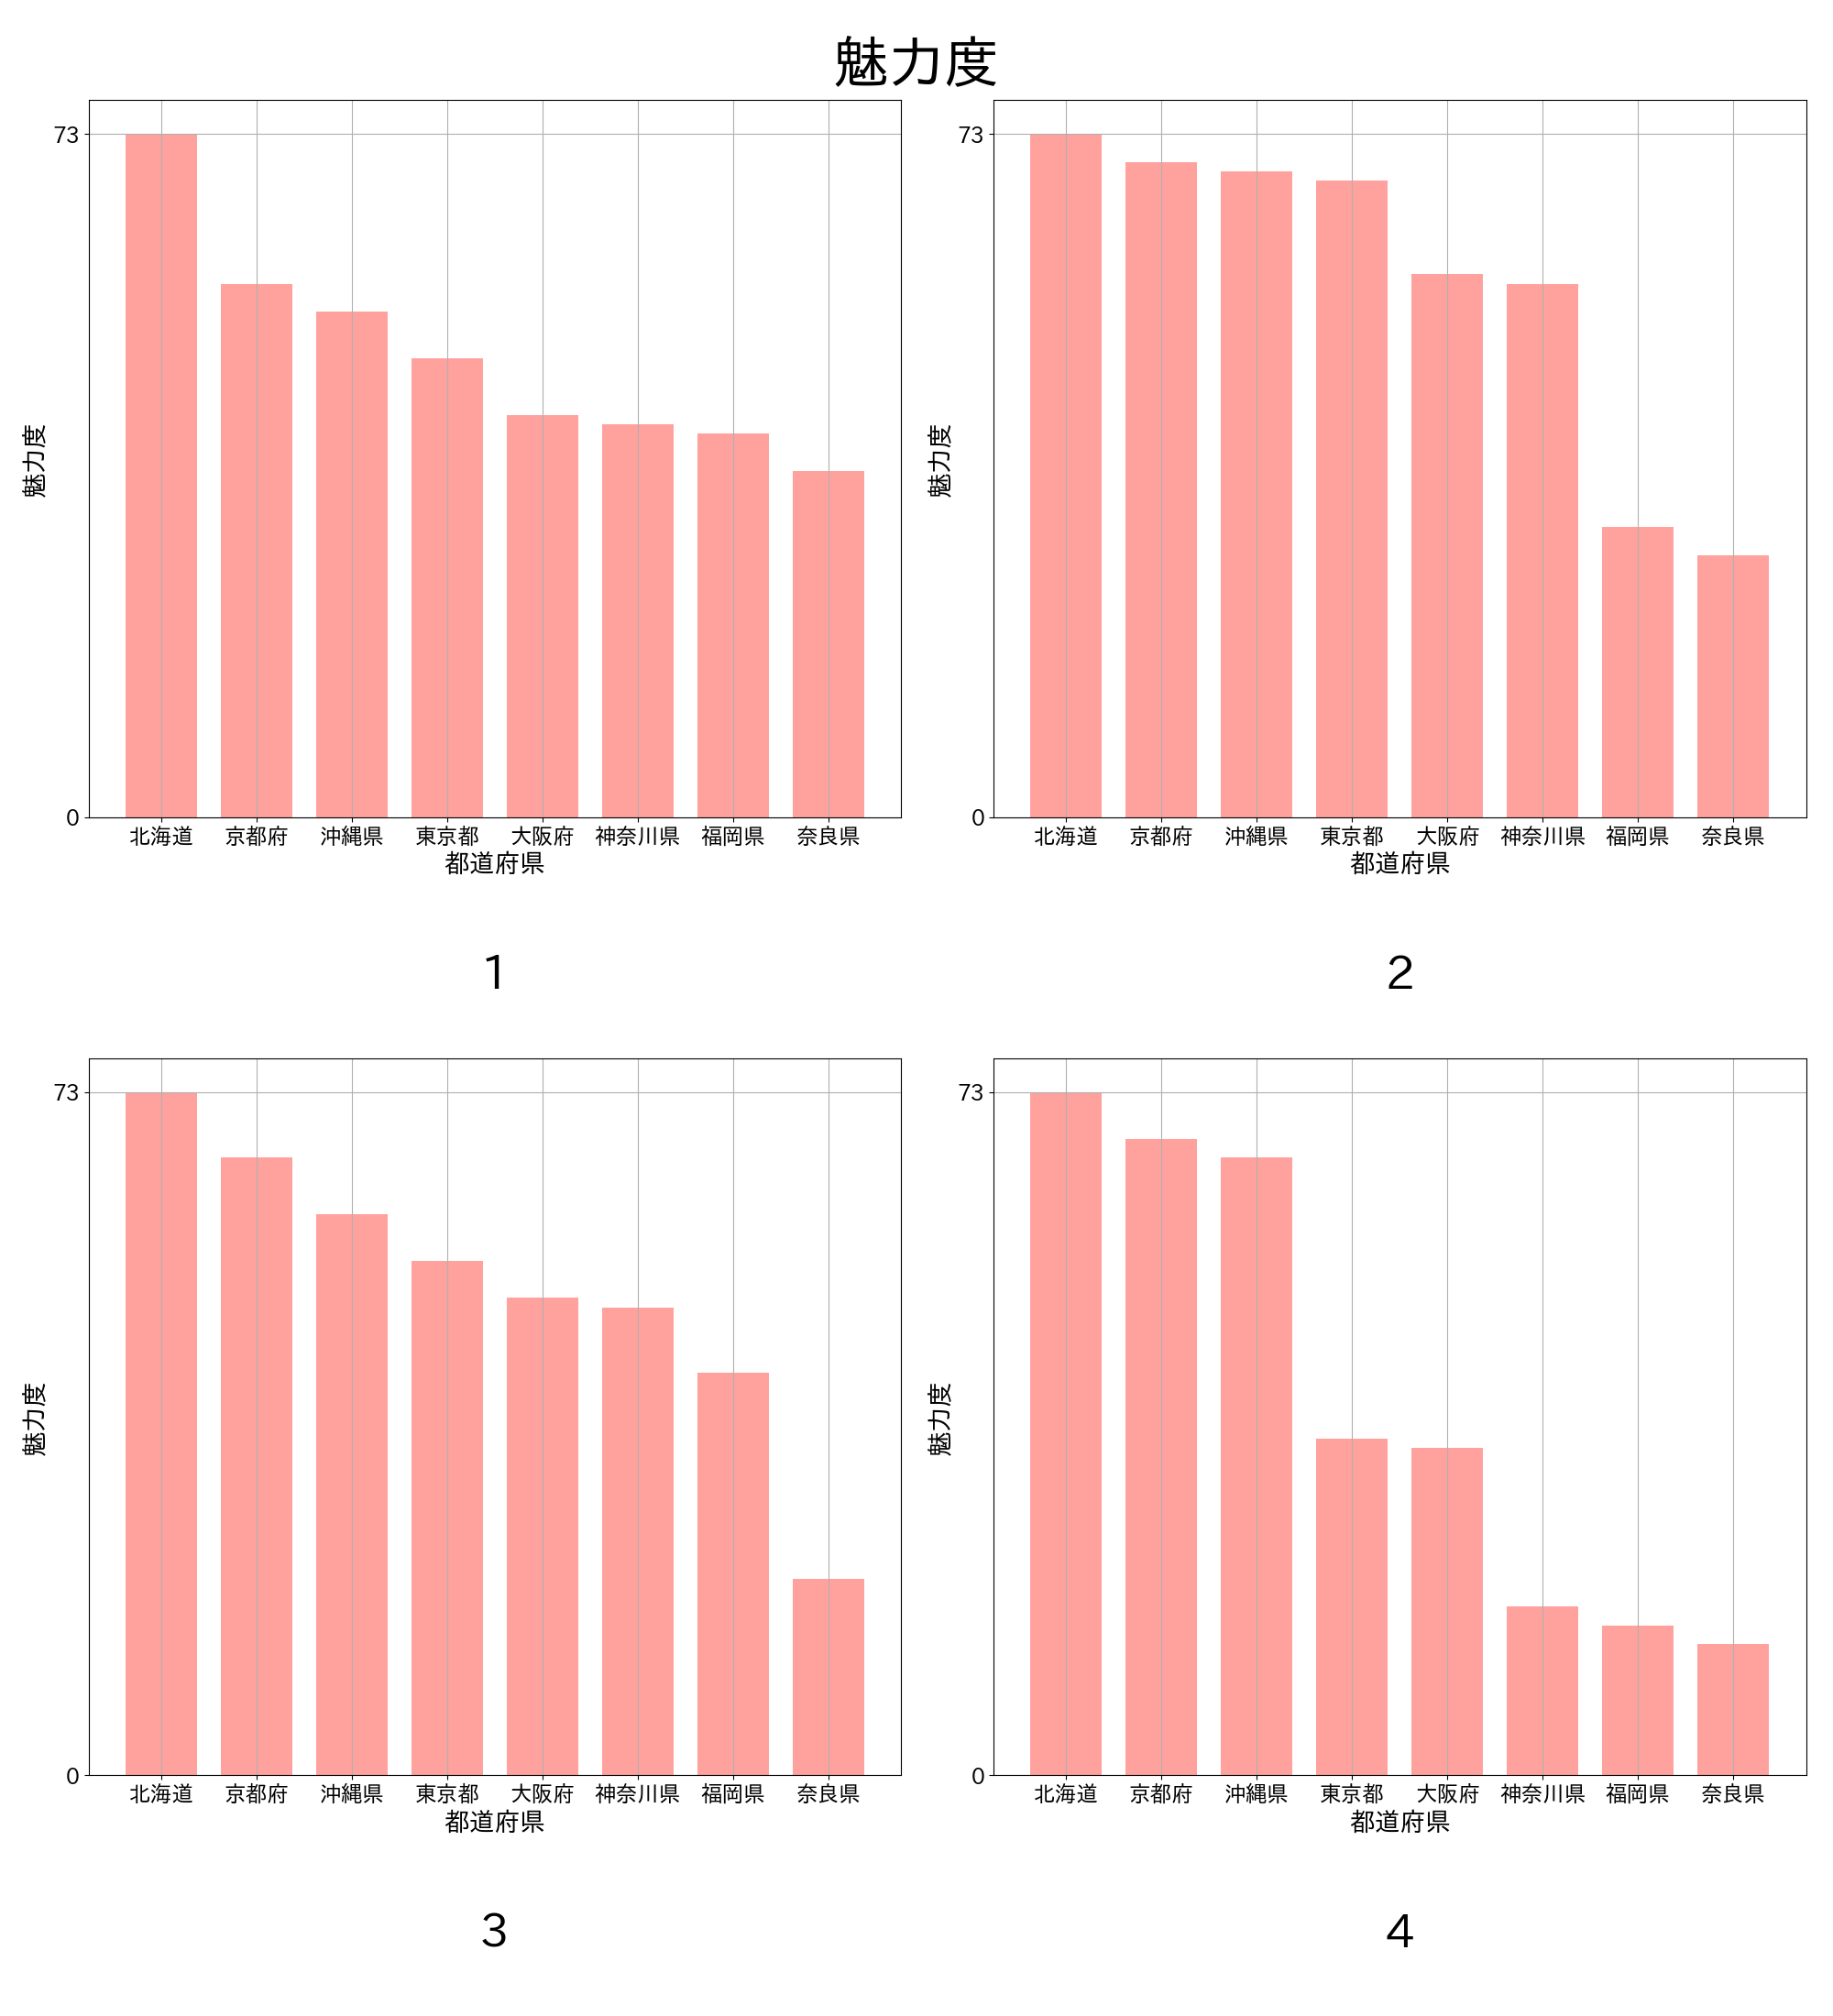 魅力度
73
0
魅力度
北海道 京都府 沖縄県 東京都 大阪府 神奈川県 福岡県 奈良県
都道府県
1
73
0
魅力度
北海道 京都府 沖縄県 東京都 大阪府 神奈川県 福岡県 奈良県
都道府県
2
73
0
魅力度
北海道 京都府 沖縄県 東京都 大阪府 神奈川県 福岡県 奈良県
都道府県
3
73
0
魅力度
北海道 京都府 沖縄県 東京都 大阪府 神奈川県 福岡県 奈良県
都道府県
4